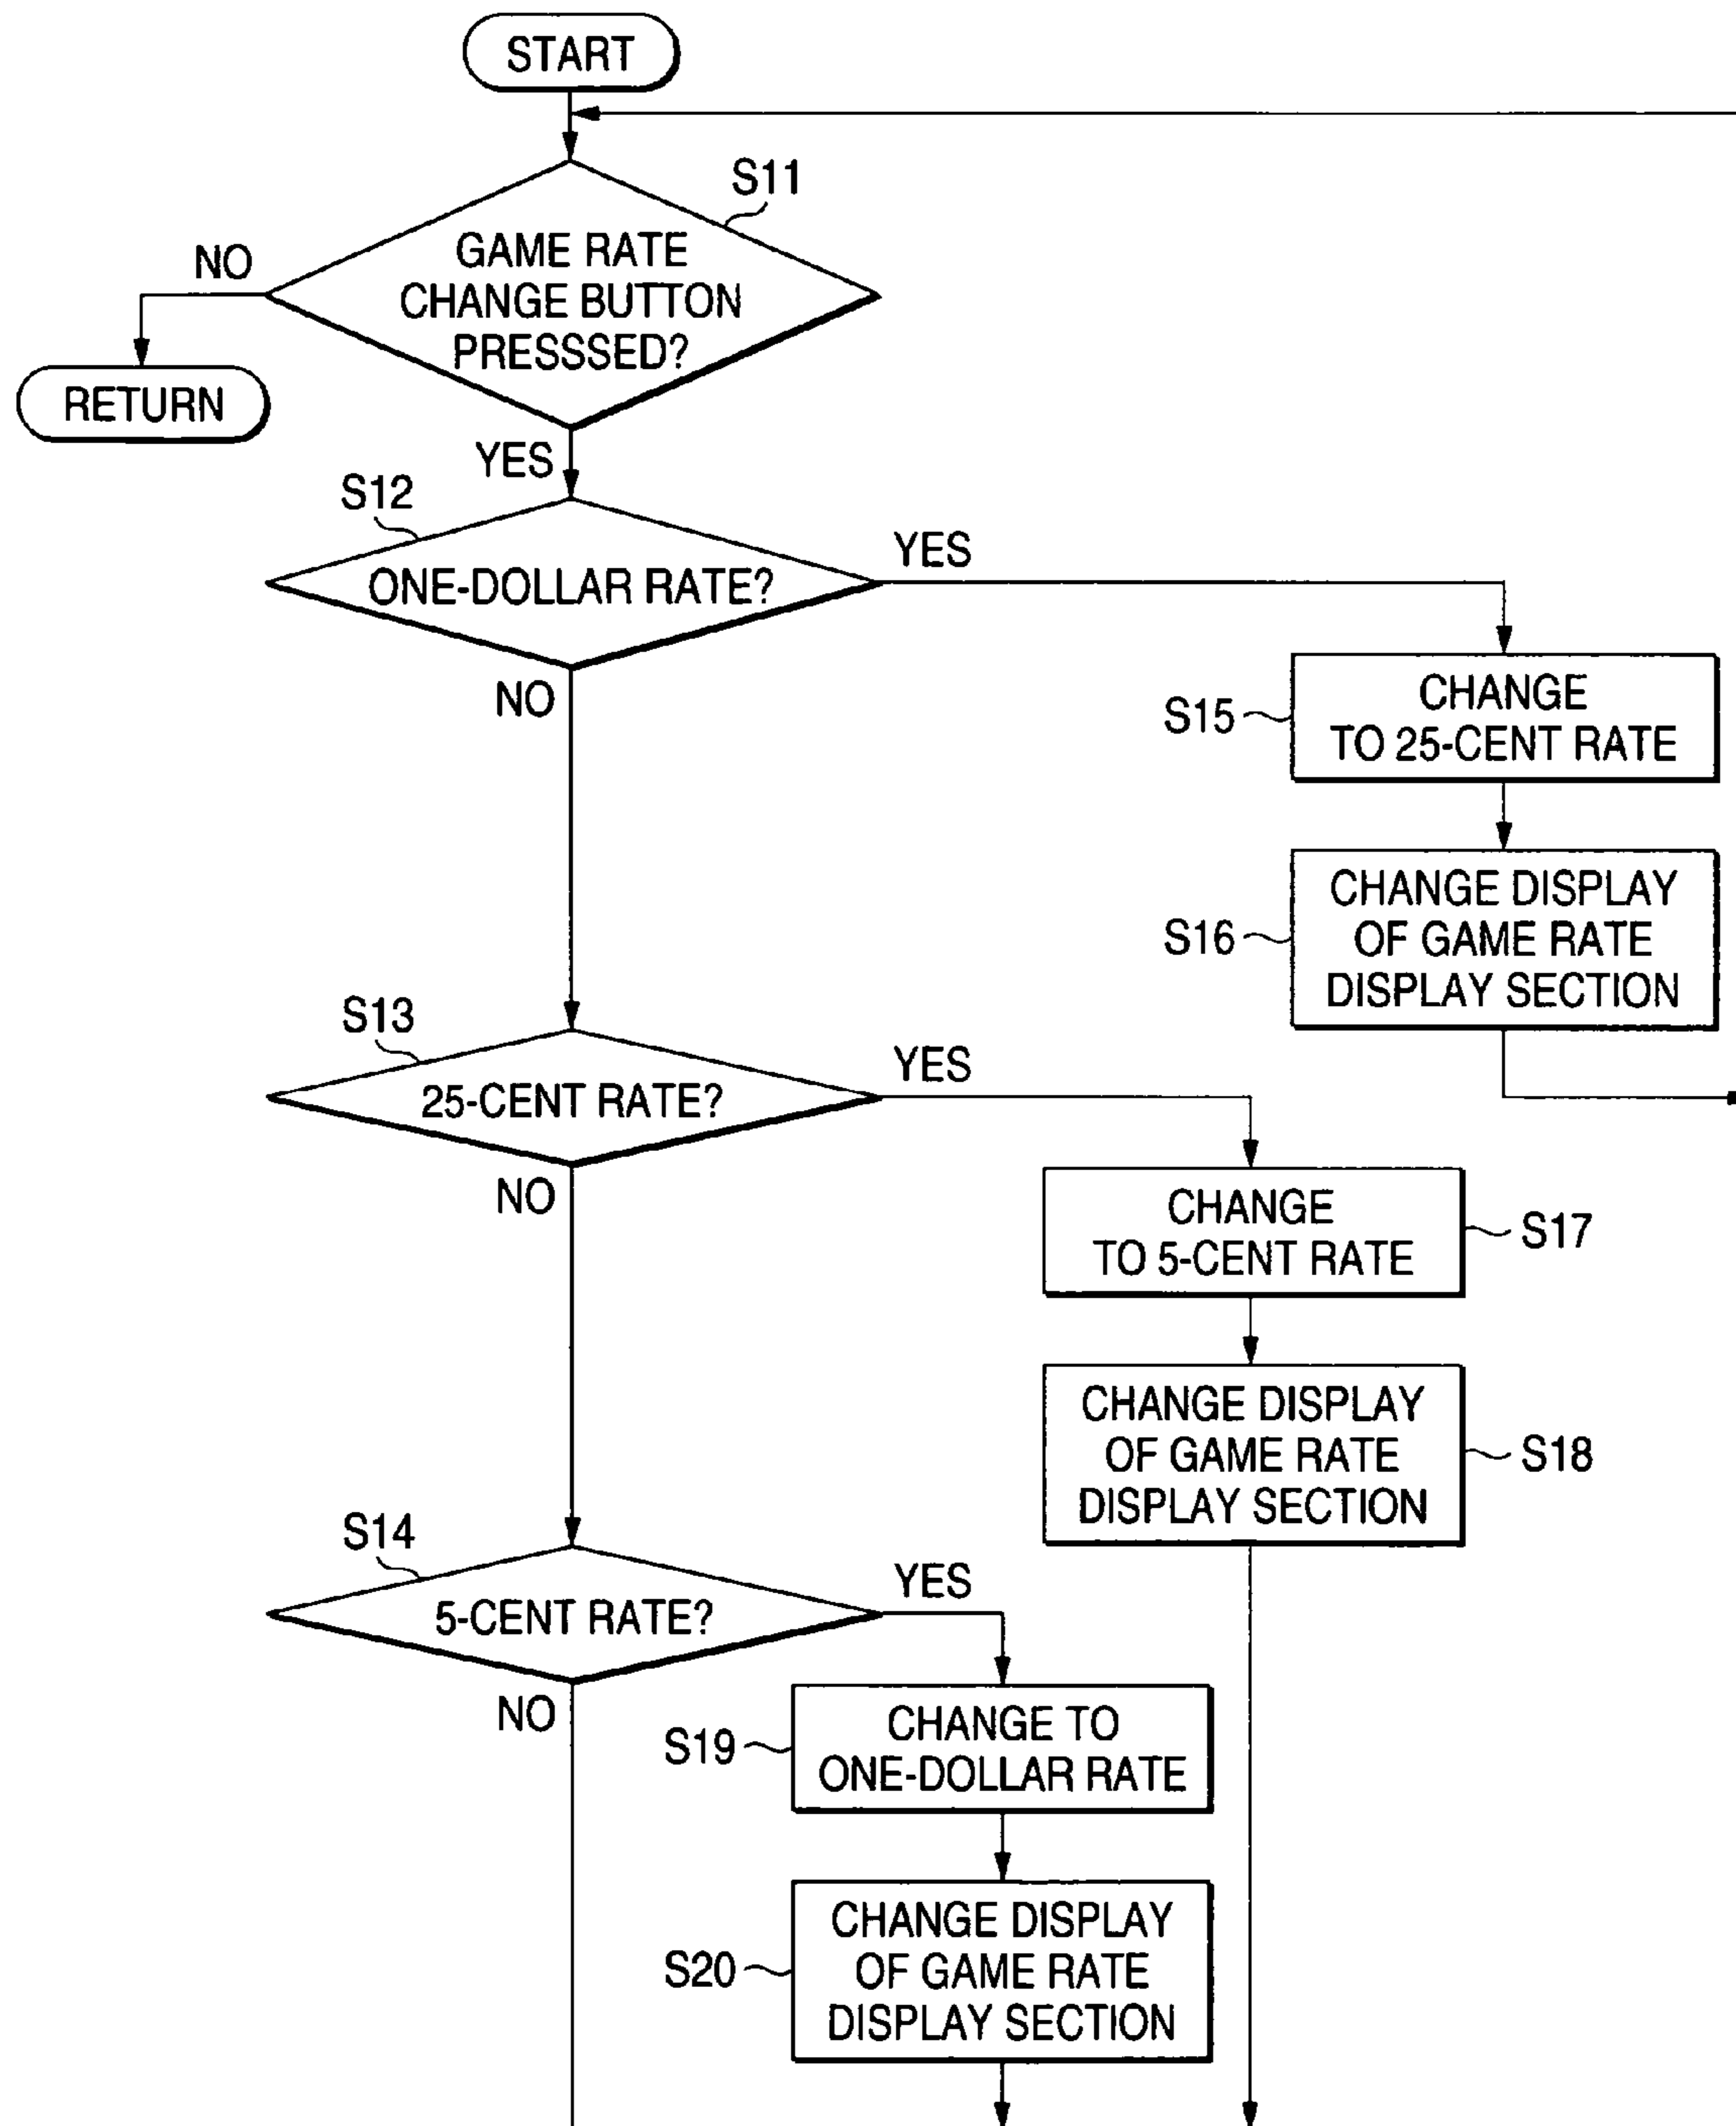 START
S11
GAME RATE
CHANGE BUTTON
PRESSSED?
NO
RETURN
YES
S12
ONE-DOLLAR RATE?
YES
NO
S15
CHANGE
TO 25-CENT RATE
S16
CHANGE DISPLAY
OF GAME RATE
DISPLAY SECTION
S13
25-CENT RATE?
YES
NO
CHANGE
TO 5-CENT RATE
S17
CHANGE DISPLAY
OF GAME RATE
DISPLAY SECTION
S18
S14
5-CENT RATE?
YES
NO
S19
CHANGE TO
ONE-DOLLAR RATE
S20
CHANGE DISPLAY
OF GAME RATE
DISPLAY SECTION